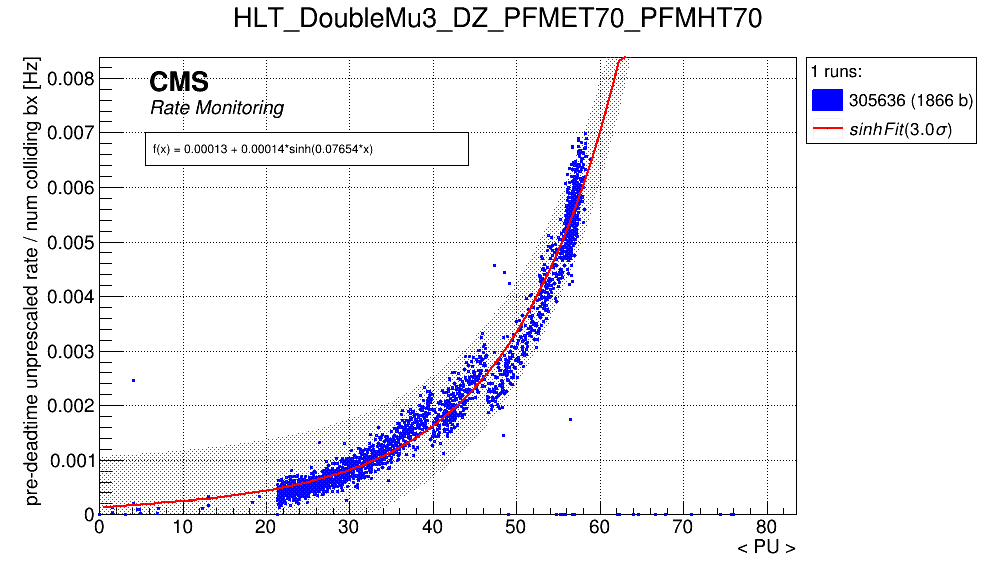 HLT_DoubleMu3_DZ_PFMET70_PFMHT70
pre-deadtime unprescaled rate / num colliding bx [Hz]
CMS
Rate Monitoring
f(x) = 0.00013 + 0.00014*sinh(0.07654*x)
1 runs:
305636 (1866 b)
sinhFit(3.0σ)
0.008
0.007
0.006
0.005
0.004
0.003
0.002
0.001
0
0 10 20 30 40 50 60 70 80
< PU >